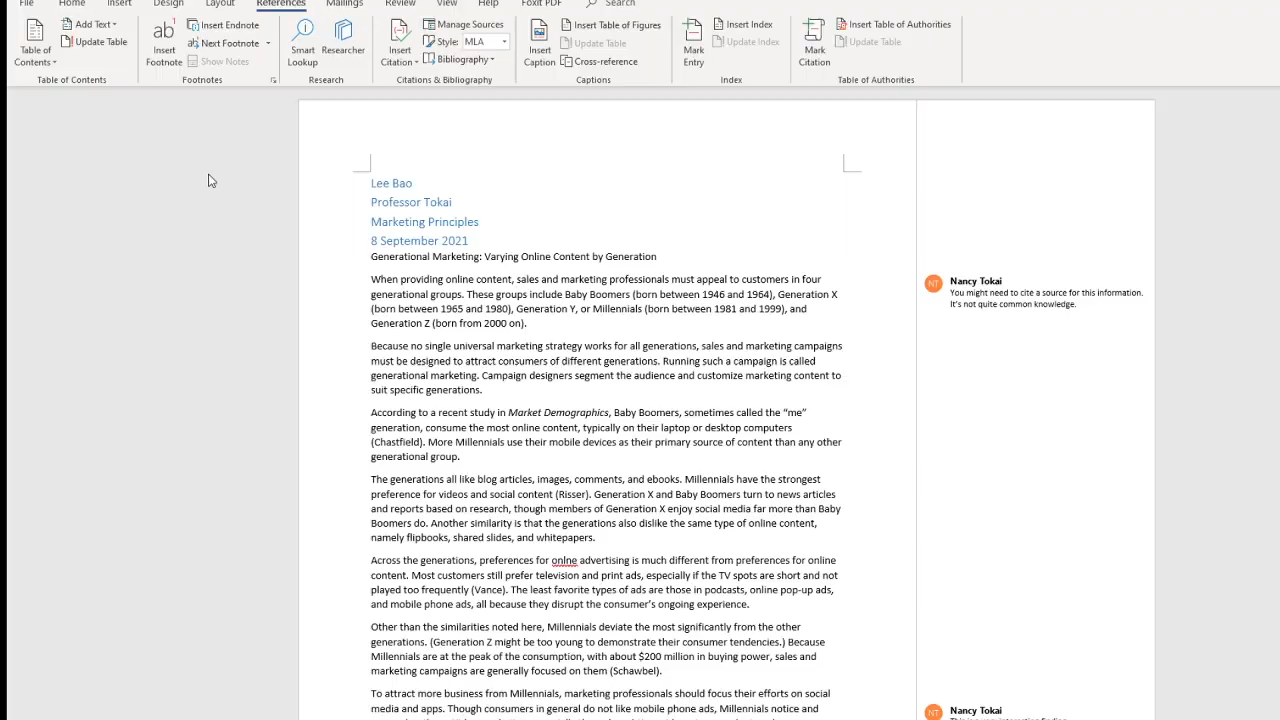 File Home Insert Design Layout References Mailings Review View Help Foxit PDF Search
Table of Contents
Add Text
Update Table
Table of Contents
ab
Insert Footnote
Insert Endnote
Next Footnote
Show Notes
Footnotes
Smart Lookup
Researcher
Research
Insert Citation
Manage Sources
Style: MLA
Bibliography
Citations & Bibliography
Insert Caption
Insert Table of Figures
Update Table
Cross-reference
Captions
Mark Entry
Insert Index
Update Index
Index
Mark Citation
Insert Table of Authorities
Update Table
Table of Authorities
Lee Bao
Professor Tokai
Marketing Principles
8 September 2021
Generational Marketing: Varying Online Content by Generation
When providing online content, sales and marketing professionals must appeal to customers in four
generational groups. These groups include Baby Boomers (born between 1946 and 1964), Generation X
(born between 1965 and 1980), Generation Y, or Millennials (born between 1981 and 1999), and
Generation Z (born from 2000 on).
Because no single universal marketing strategy works for all generations, sales and marketing campaigns
must be designed to attract consumers of different generations. Running such a campaign is called
generational marketing. Campaign designers segment the audience and customize marketing content to
suit specific generations.
According to a recent study in Market Demographics, Baby Boomers, sometimes called the “me”
generation, consume the most online content, typically on their laptop or desktop computers
(Chastfield). More Millennials use their mobile devices as their primary source of content than any other
generational group.
The generations all like blog articles, images, comments, and ebooks. Millennials have the strongest
preference for videos and social content (Risser). Generation X and Baby Boomers turn to news articles
and reports based on research, though members of Generation X enjoy social media far more than Baby
Boomers do. Another similarity is that the generations also dislike the same type of online content,
namely flipbooks, shared slides, and whitepapers.
Across the generations, preferences for onlne advertising is much different from preferences for online
content. Most customers still prefer television and print ads, especially if the TV spots are short and not
played too frequently (Vance). The least favorite types of ads are those in podcasts, online pop-up ads,
and mobile phone ads, all because they disrupt the consumer’s ongoing experience.
Other than the similarities noted here, Millennials deviate the most significantly from the other
generations. (Generation Z might be too young to demonstrate their consumer tendencies.) Because
Millennials are at the peak of the consumption, with about $200 million in buying power, sales and
marketing campaigns are generally focused on them (Schawbel).
To attract more business from Millennials, marketing professionals should focus their efforts on social
media and apps. Though consumers in general do not like mobile phone ads, Millennials notice and
NT
Nancy Tokai
You might need to cite a source for this information.
It’s not quite common knowledge.
NT
Nancy Tokai